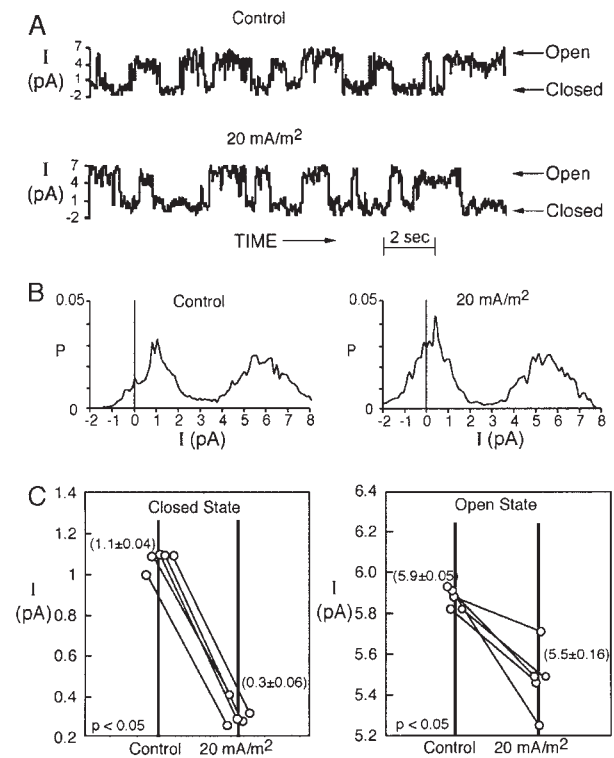 A
Control
I
(pA)
7
4
1
-2
Open
Closed
20 mA/m2
I
(pA)
7
4
1
-2
Open
Closed
TIME
2 sec
B
Control
0.05
P
0
-2 -1 0 1 2 3 4 5 6 7 8
I (pA)
20 mA/m2
0.05
P
0
-2 -1 0 1 2 3 4 5 6 7 8
I (pA)
C
Closed State
1.4
1.2
1
0.8
0.6
0.4
0.2
I
(pA)
(1.1±0.04)
(0.3±0.06)
p < 0.05
Control 20 mA/m2
Open State
6.4
6.2
6.0
5.8
5.6
5.4
5.2
I
(pA)
(5.9±0.05
(5.5±0.16)
p < 0.05
Control 20 mA/m2